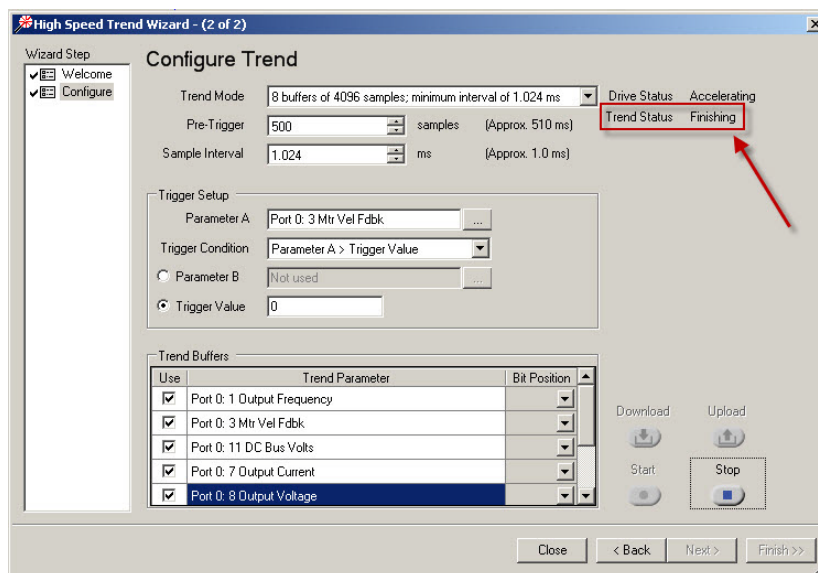 High Speed Trend Wizard - (2 of 2)
Wizard Step
Welcome
Configure
Configure Trend
Trend Mode 8 buffers of 4096 samples; minimum interval of 1.024 ms
Pre-Trigger 500 samples (Approx. 510 ms)
Sample Interval 1.024 ms (Approx. 1.0 ms)
Drive Status Accelerating
Trend Status Finishing
Trigger Setup
Parameter A Port 0: 3 Mtr Vel Fdbk ...
Trigger Condition Parameter A > Trigger Value
Parameter B Not used ...
Trigger Value 0
Trend Buffers
Use Trend Parameter Bit Position
Port 0: 1 Output Frequency
Port 0: 3 Mtr Vel Fdbk
Port 0: 11 DC Bus Volts
Port 0: 7 Output Current
Port 0: 8 Output Voltage
Download Upload
Start Stop
Close < Back Next > Finish >>